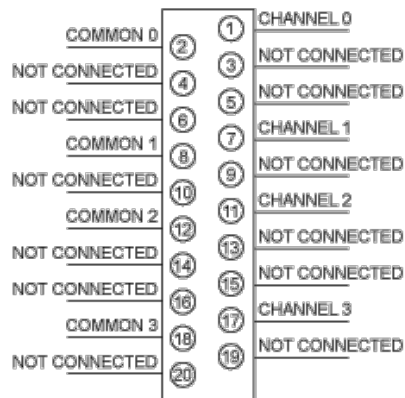 CHANNEL 0
1
COMMON 0
2
NOT CONNECTED
3
NOT CONNECTED
4
NOT CONNECTED
5
NOT CONNECTED
6
CHANNEL 1
7
COMMON 1
8
NOT CONNECTED
9
NOT CONNECTED
10
CHANNEL 2
11
COMMON 2
12
NOT CONNECTED
13
NOT CONNECTED
14
NOT CONNECTED
15
NOT CONNECTED
16
CHANNEL 3
17
COMMON 3
18
NOT CONNECTED
19
NOT CONNECTED
20